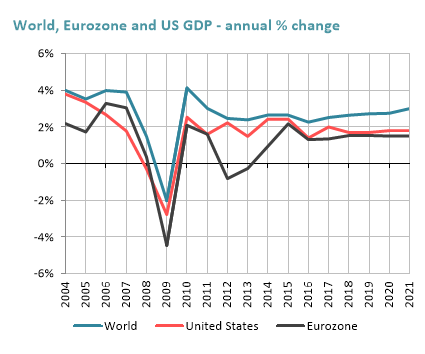 World, Eurozone and US GDP - annual % change
6%
4%
2%
0%
-2%
-4%
-6%
2004 2005 2006 2007 2008 2009 2010 2011 2012 2013 2014 2015 2016 2017 2018 2019 2020 2021
World United States Eurozone